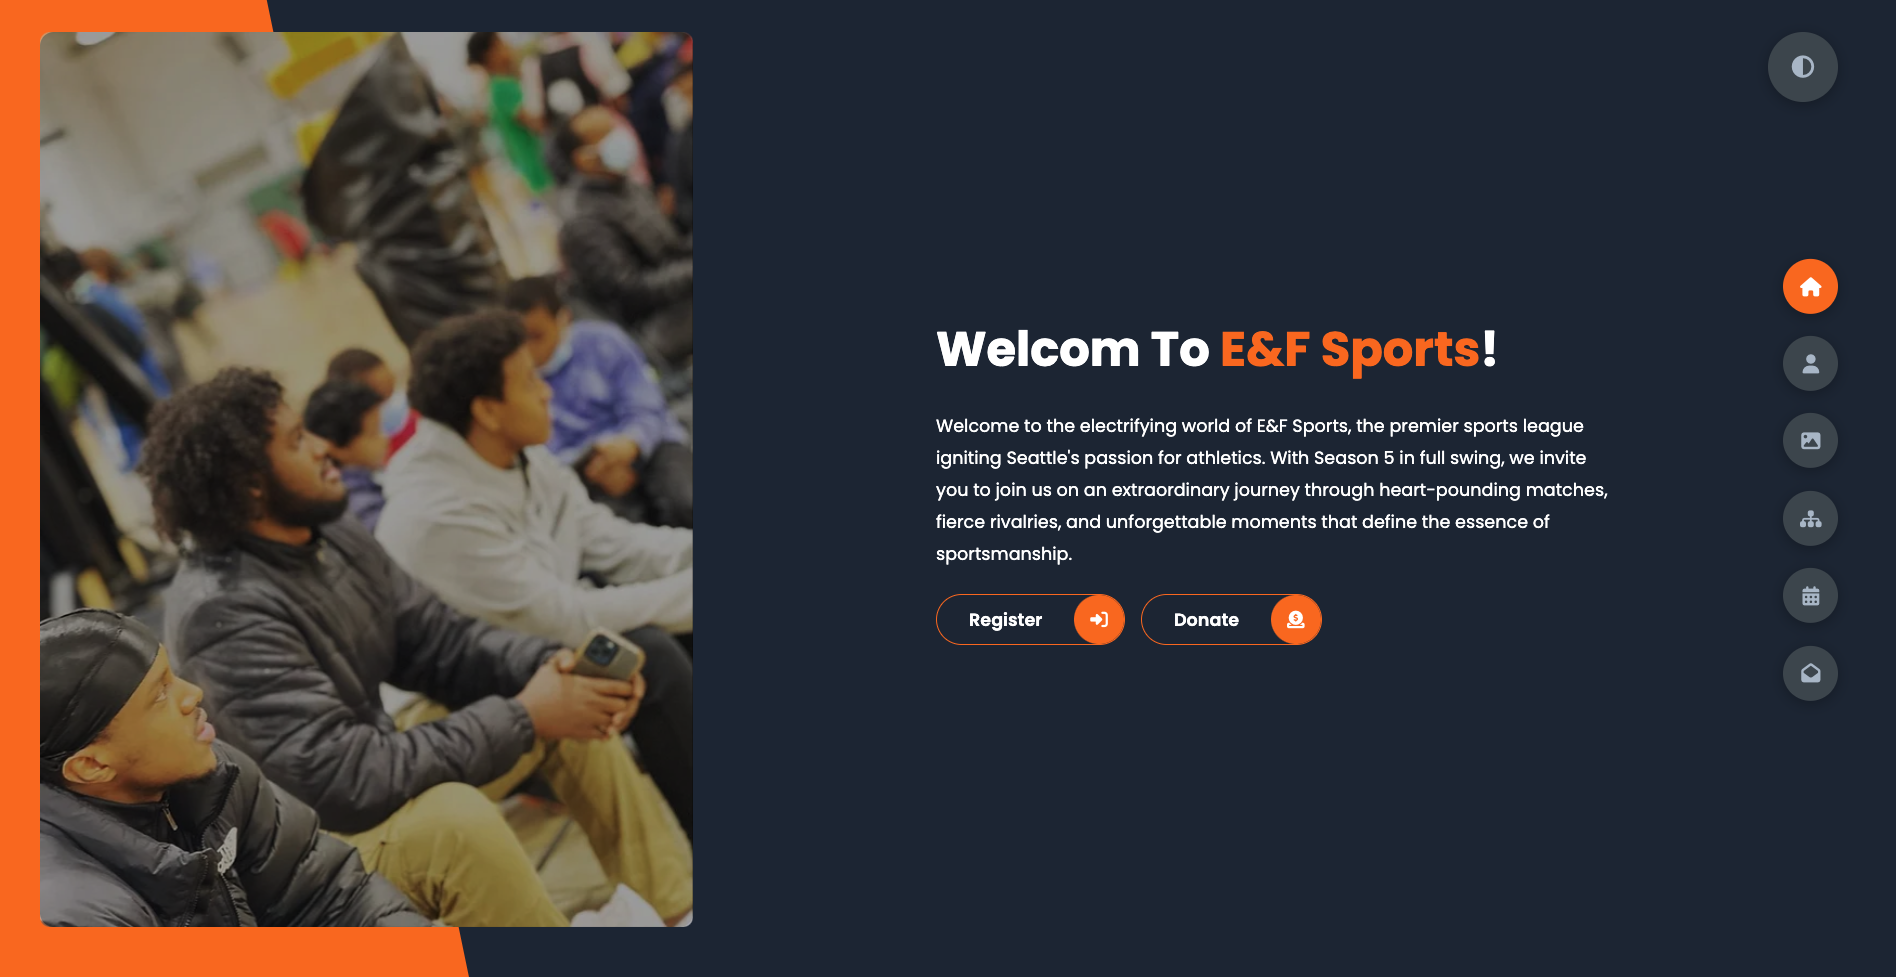 Welcom To E&F Sports!
Welcome to the electrifying world of E&F Sports, the premier sports league
igniting Seattle's passion for athletics. With Season 5 in full swing, we invite
you to join us on an extraordinary journey through heart-pounding matches,
fierce rivalries, and unforgettable moments that define the essence of
sportsmanship.
Register
Donate